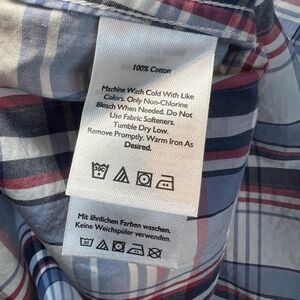 100% Cotton
Machine Wash Cold With Like
Colors. Only Non-Chlorine
Bleach When Needed. Do Not
Use Fabric Softeners.
Tumble Dry Low.
Remove Promptly. Warm Iron As
Desired.
Mit ähnlichen Farben waschen.
Keine Weichspüler verwenden.